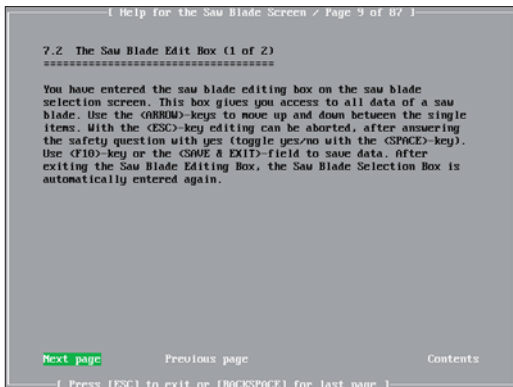 [ Help for the Saw Blade Screen / Page 9 of 87 ]
7.2 The Saw Blade Edit Box (1 of 2)
====================================
You have entered the saw blade editing box on the saw blade
selection screen. This box gives you access to all data of a saw
blade. Use the <ARROW>-keys to move up and down between the single
items. With the <ESC>-key editing can be aborted, after answering
the safety question with yes (toggle yes/no with the <SPACE>-key).
Use <F10>-key or the <SAVE & EXIT>-field to save data. After
exiting the Saw Blade Editing Box, the Saw Blade Selection Box is
automatically entered again.
Next page Previous page Contents
[ Press [ESC] to exit or [BACKSPACE] for last page ]